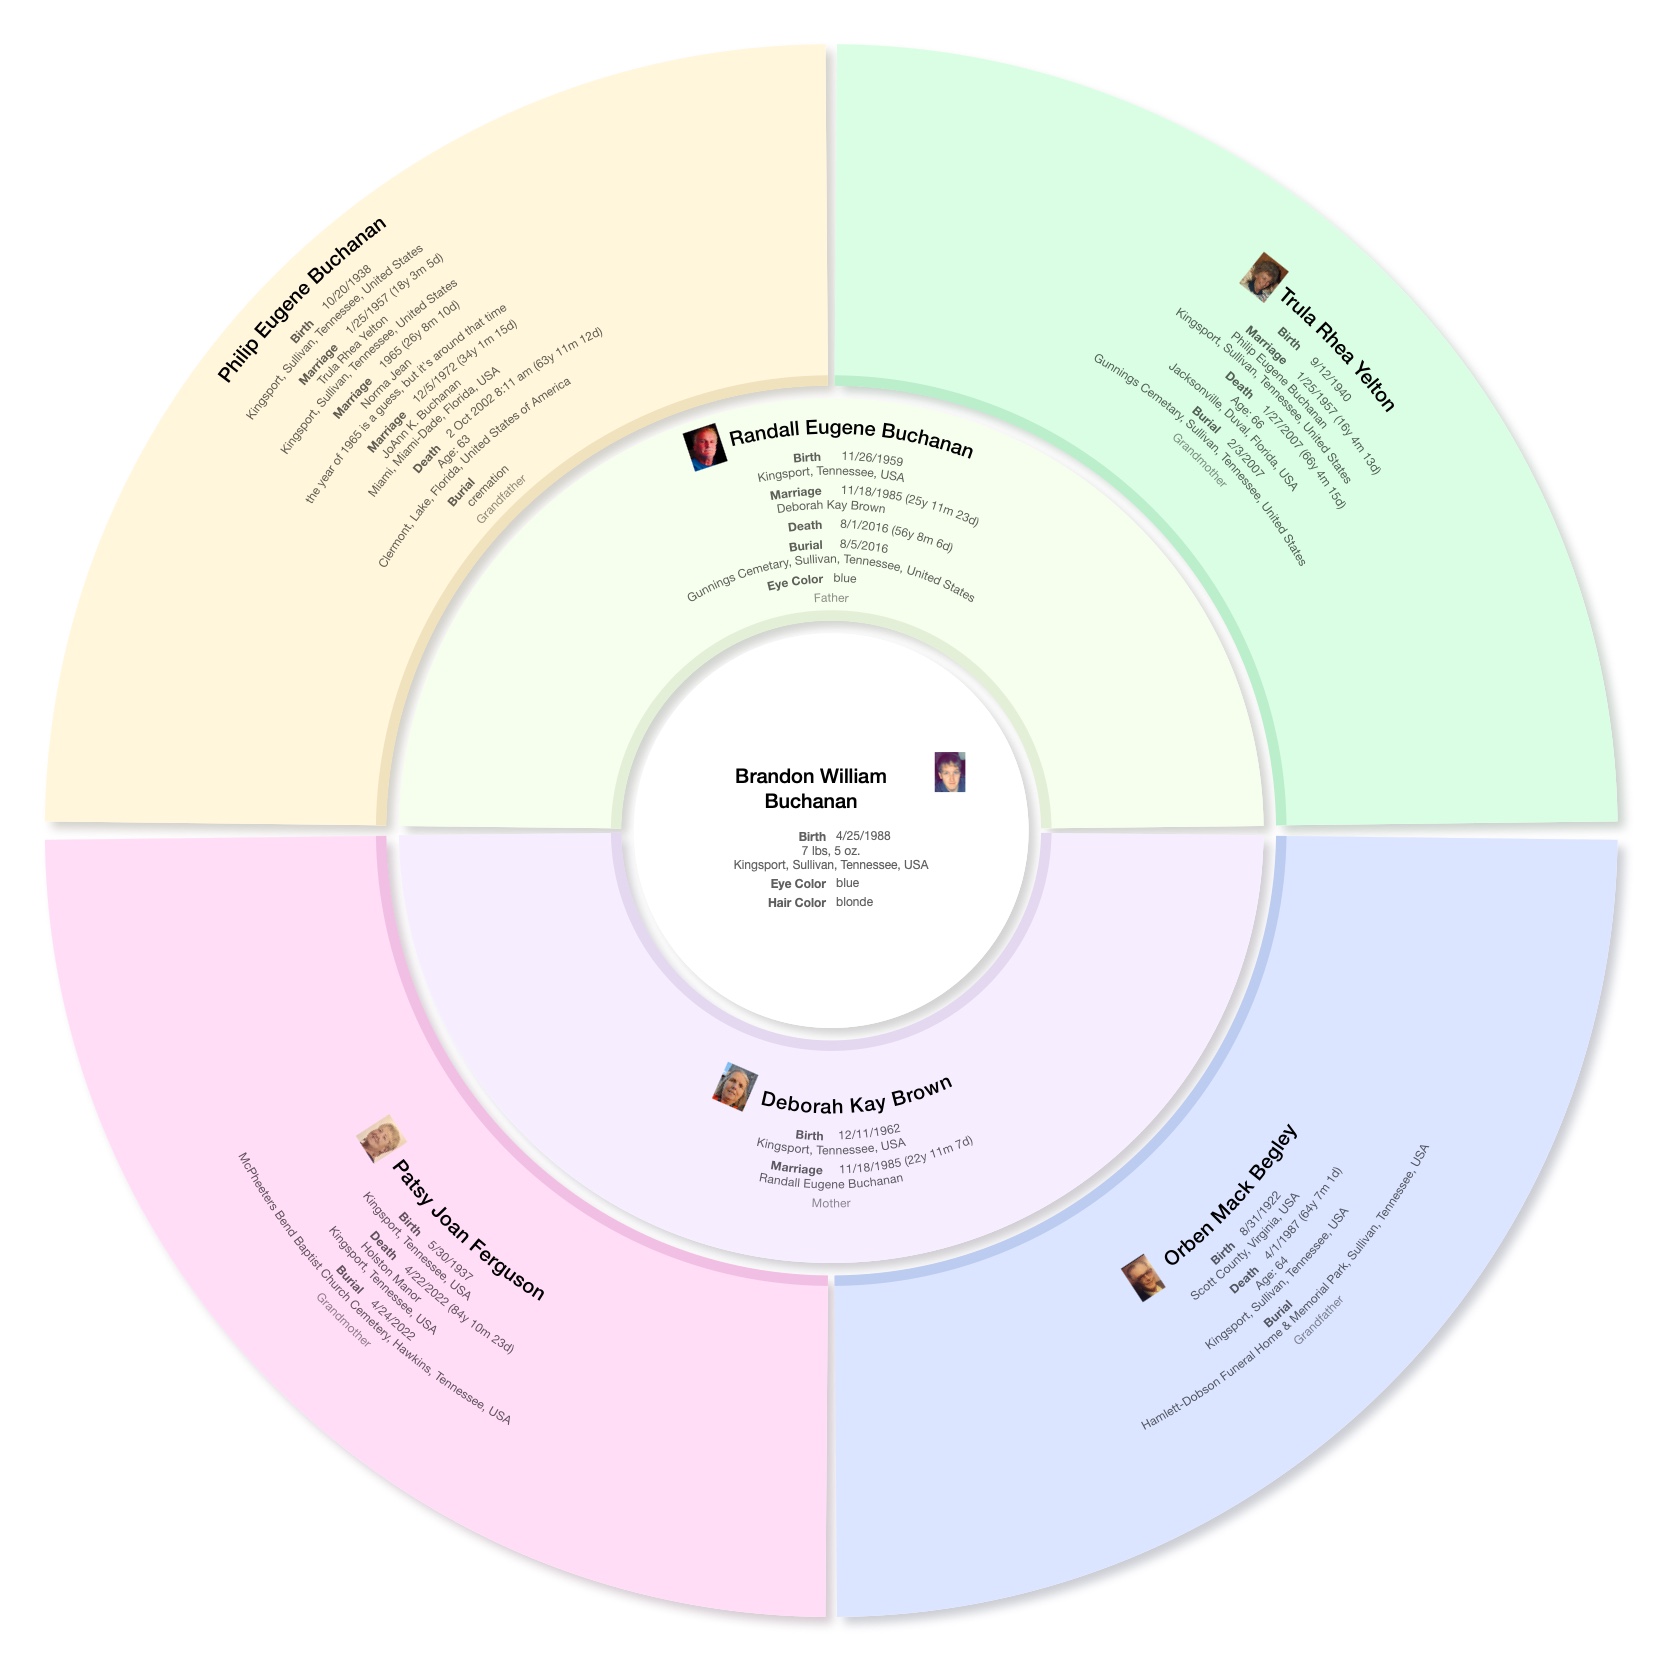 Philip Eugene Buchanan
Birth 10/20/1938
Kingsport, Sullivan, Tennessee, United States
Marriage 1/25/1957 (18y 3m 5d)
Trula Rhea Yelton
Kingsport, Sullivan, Tennessee, United States
Marriage 1965 (26y 8m 10d)
Norma Jean
the year of 1965 is a guess, but it's around that time
Marriage 12/5/1972 (34y 1m 15d)
JoAnn K. Buchanan
Miami, Miami-Dade, Florida, USA
Death 2 Oct 2002 8:11 am (63y 11m 12d)
Age: 63
Clermont, Lake, Florida, United States of America
Burial
cremation
Grandfather
Trula Rhea Yelton
Birth 9/12/1940
Kingsport, Sullivan, Tennessee, United States
Marriage 1/25/1957 (16y 4m 13d)
Philip Eugene Buchanan
Death 1/27/2007 (66y 4m 15d)
Age: 66
Jacksonville, Duval, Florida, USA
Burial 2/3/2007
Gunnings Cemetary, Sullivan, Tennessee, United States
Grandmother
Randall Eugene Buchanan
Birth 11/26/1959
Kingsport, Tennessee, USA
Marriage 11/18/1985 (25y 11m 23d)
Deborah Kay Brown
Death 8/1/2016 (56y 8m 6d)
Burial 8/5/2016
Gunnings Cemetary, Sullivan, Tennessee, United States
Eye Color blue
Father
Brandon William
Buchanan
Birth 4/25/1988
7 lbs, 5 oz.
Kingsport, Sullivan, Tennessee, USA
Eye Color blue
Hair Color blonde
Deborah Kay Brown
Birth 12/11/1962
Kingsport, Tennessee, USA
Marriage 11/18/1985 (22y 11m 7d)
Randall Eugene Buchanan
Mother
Patsy Joan Ferguson
Birth 5/30/1937
Kingsport, Tennessee, USA
Death 4/22/2022 (84y 10m 23d)
Holston Manor
Kingsport, Tennessee, USA
Burial 4/24/2022
McPheeters Bend Baptist Church Cemetery, Hawkins, Tennessee, USA
Grandmother
Orben Mack Begley
Birth 8/31/1922
Scott County, Virginia, USA
Death 4/1/1987 (64y 7m 1d)
Age: 64
Kingsport, Sullivan, Tennessee, USA
Burial
Hamlett-Dobson Funeral Home & Memorial Park, Sullivan, Tennessee, USA
Grandfather